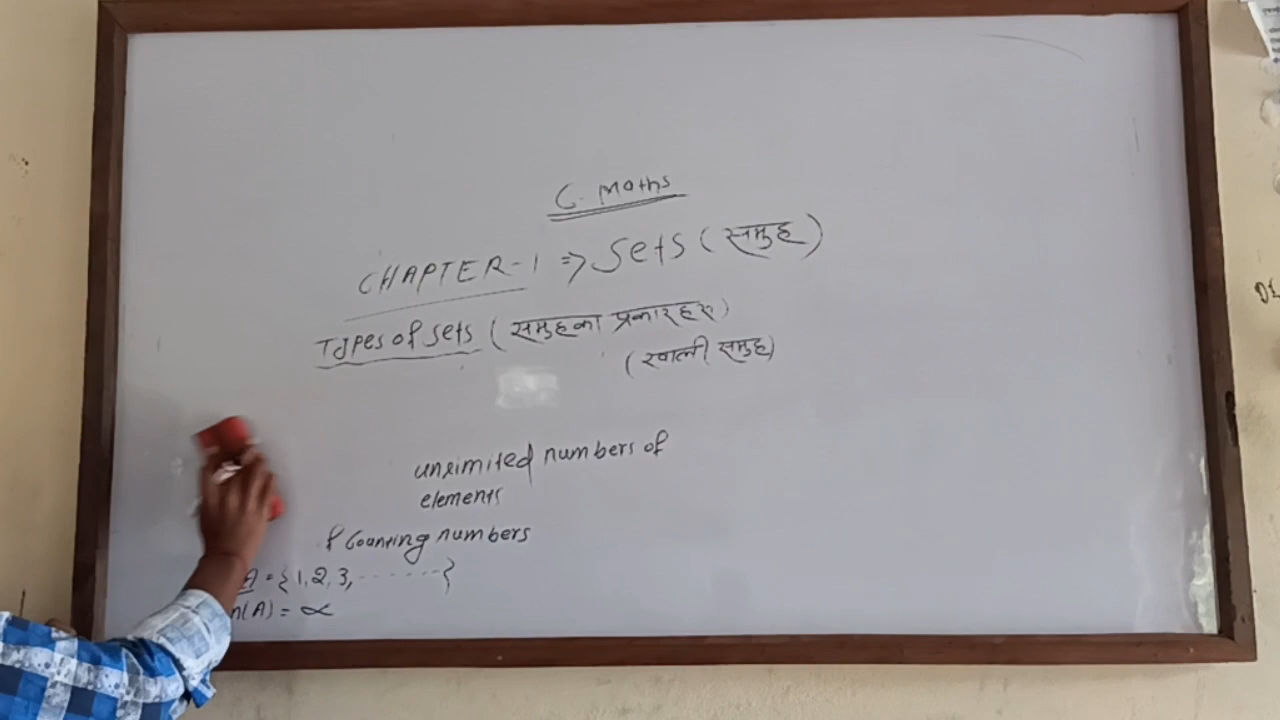 C. Maths
CHAPTER-1 => Sets (समुह)
Types of sets (समुहका प्रकारहरु)
(खाली समुह)
unlimited numbers of
elements
f Counting numbers
A = {1, 2, 3, ------- }
n(A) = ∝